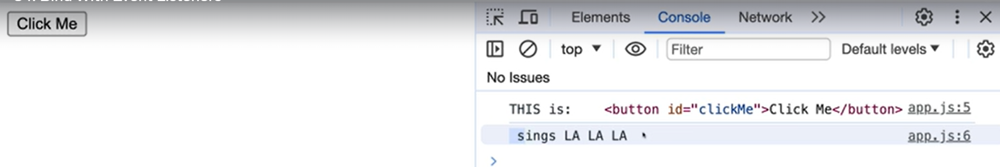 Click Me
Elements Console Network
top Filter Default levels
No Issues
THIS is: <button id="clickMe">Click Me</button> app.js:5
sings LA LA LA app.js:6